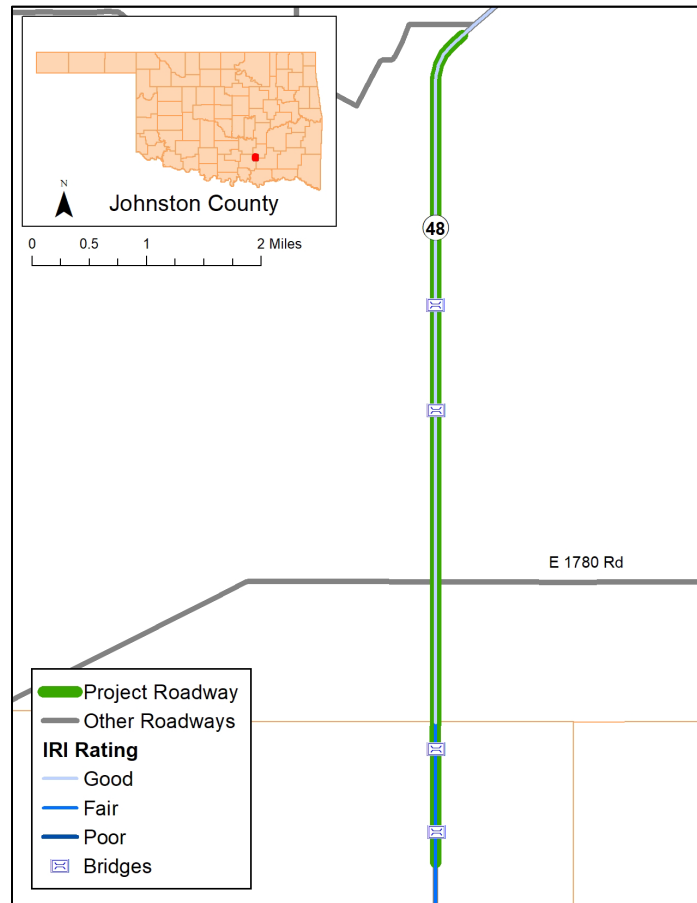 N
Johnston County
0 0.5 1 2 Miles
48
E 1780 Rd
Project Roadway
Other Roadways
IRI Rating
Good
Fair
Poor
Bridges